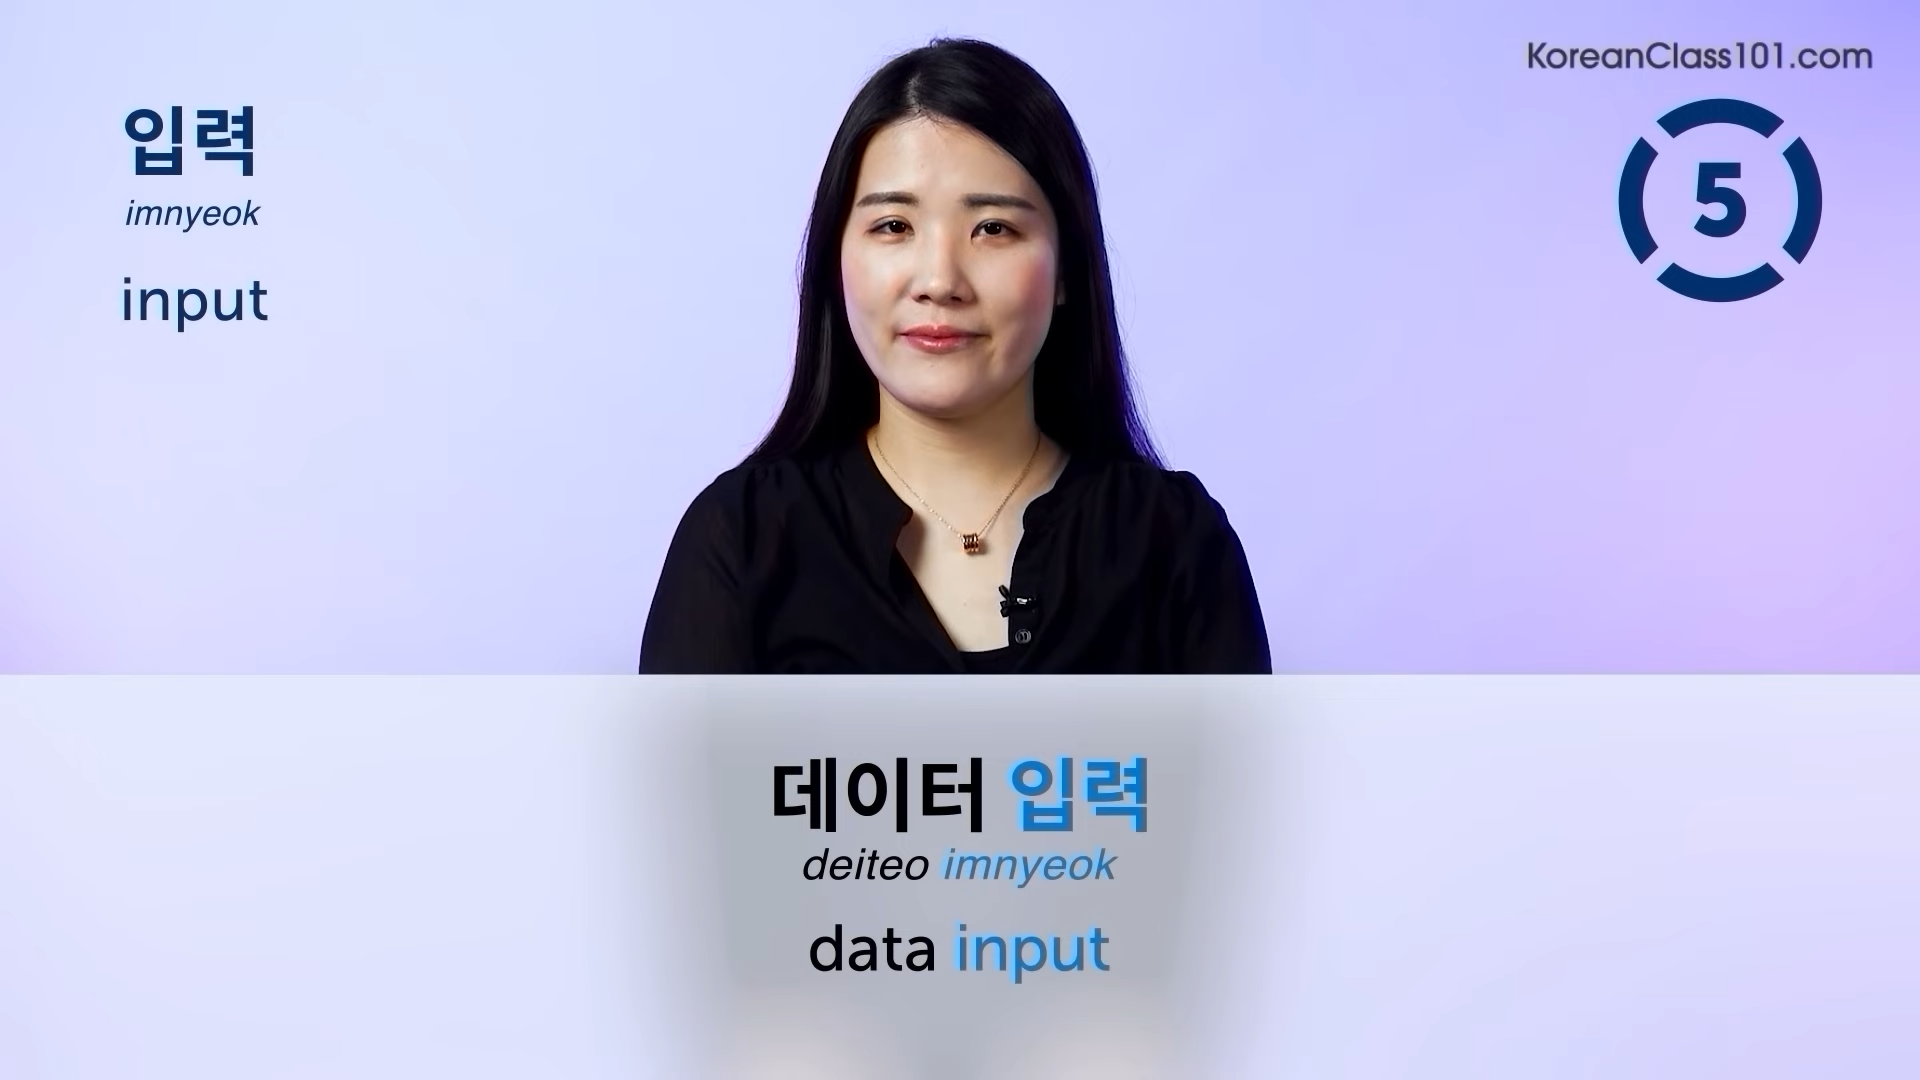 KoreanClass101.com
입력
imnyeok
input
5
데이터 입력
deiteo imnyeok
data input